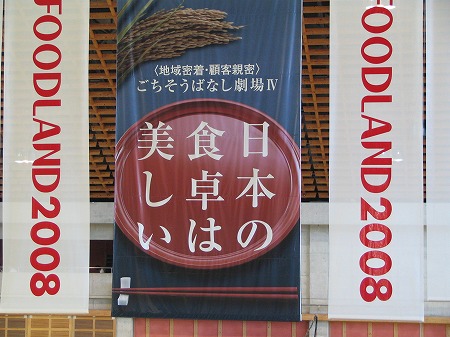 FOODLAND2008
〈地域密着・顧客親密〉
ごちそうばなし劇場Ⅳ
日本の
食卓は
美しい
FOODLAND2008